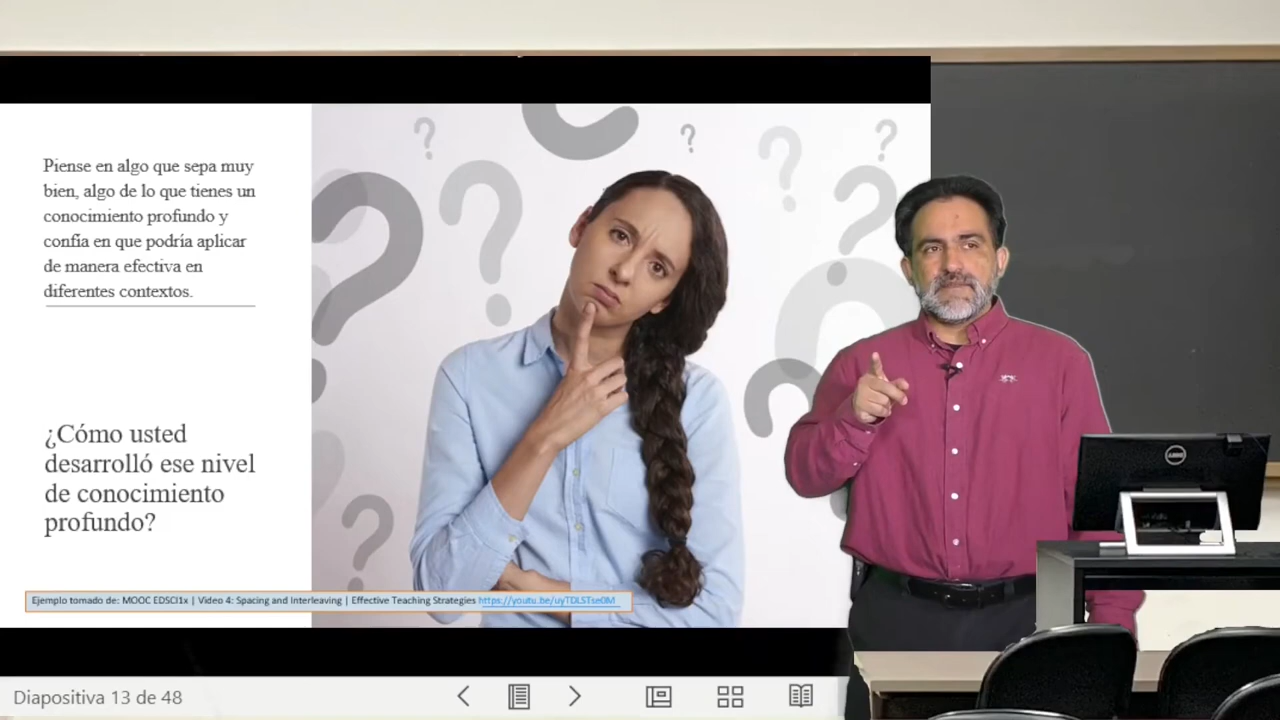 Piense en algo que sepa muy
bien, algo de lo que tienes un
conocimiento profundo y
confía en que podría aplicar
de manera efectiva en
diferentes contextos.
¿Cómo usted
desarrolló ese nivel
de conocimiento
profundo?
Ejemplo tomado de: MOOC EDSCI1x | Video 4: Spacing and Interleaving | Effective Teaching Strategies https://youtu.be/uyTDLSTse0M
DELL
Diapositiva 13 de 48